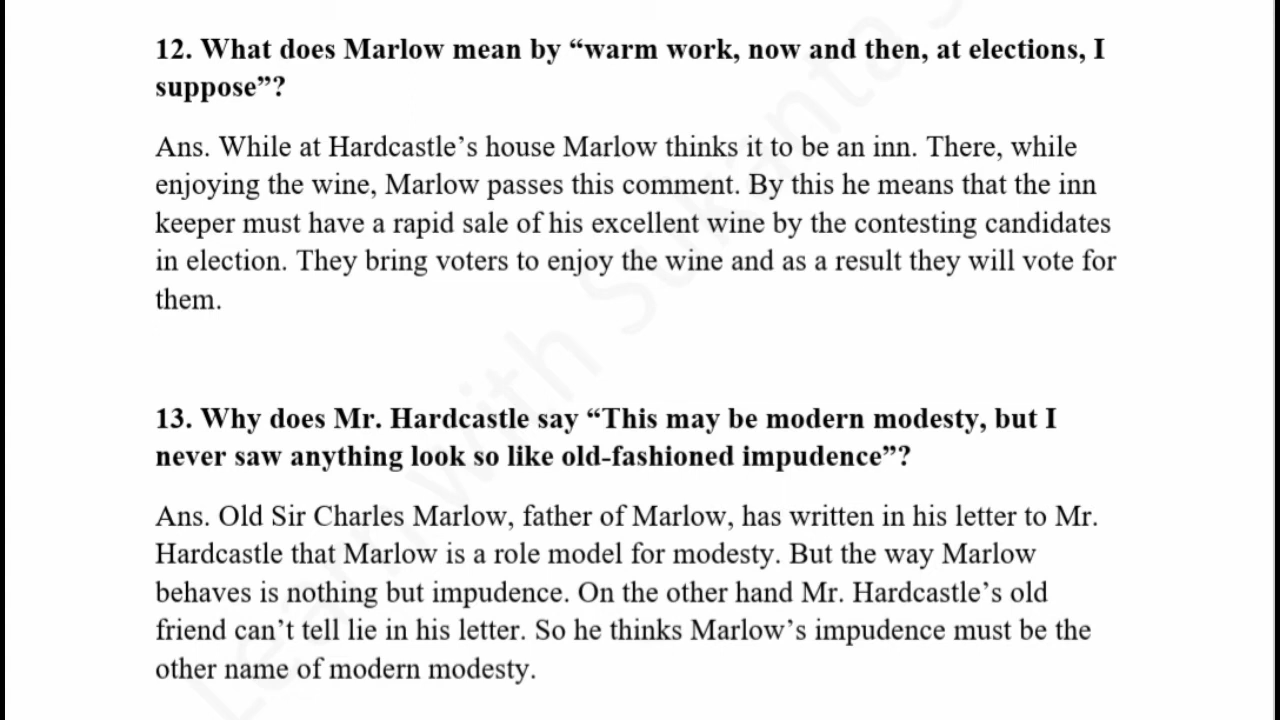 12. What does Marlow mean by “warm work, now and then, at elections, I
suppose”?
Ans. While at Hardcastle’s house Marlow thinks it to be an inn. There, while
enjoying the wine, Marlow passes this comment. By this he means that the inn
keeper must have a rapid sale of his excellent wine by the contesting candidates
in election. They bring voters to enjoy the wine and as a result they will vote for
them.
13. Why does Mr. Hardcastle say “This may be modern modesty, but I
never saw anything look so like old-fashioned impudence”?
Ans. Old Sir Charles Marlow, father of Marlow, has written in his letter to Mr.
Hardcastle that Marlow is a role model for modesty. But the way Marlow
behaves is nothing but impudence. On the other hand Mr. Hardcastle’s old
friend can’t tell lie in his letter. So he thinks Marlow’s impudence must be the
other name of modern modesty.
Learn with Sukanta